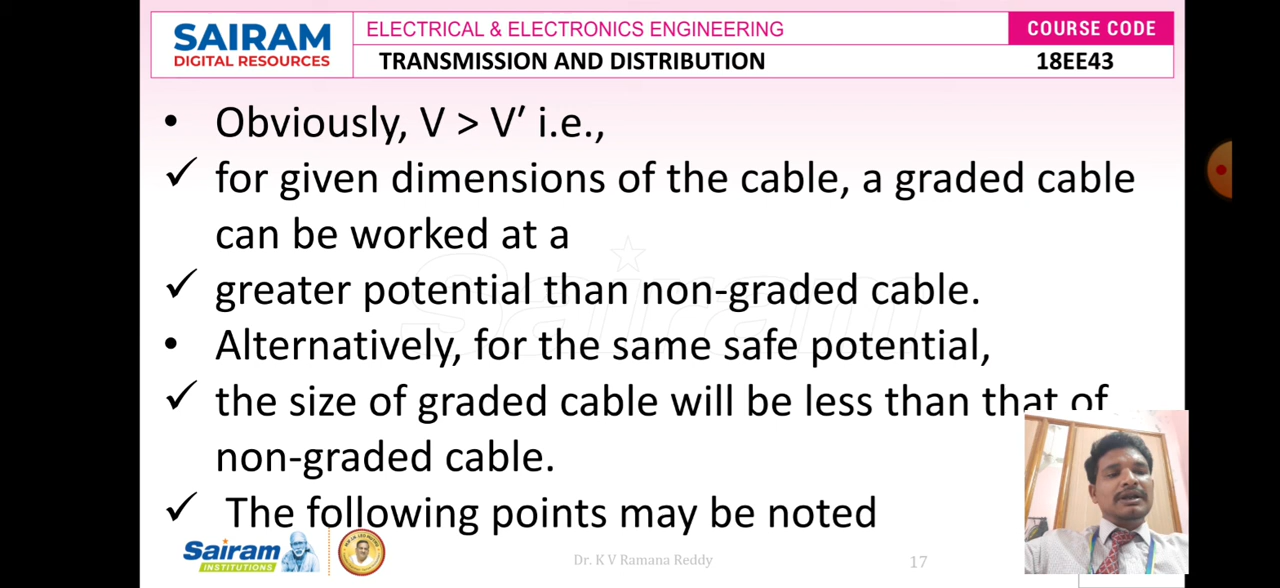 SAIRAM
DIGITAL RESOURCES
ELECTRICAL & ELECTRONICS ENGINEERING
COURSE CODE
TRANSMISSION AND DISTRIBUTION
18EE43
• Obviously, V > V′ i.e.,
✓ for given dimensions of the cable, a graded cable
can be worked at a
✓ greater potential than non-graded cable.
• Alternatively, for the same safe potential,
✓ the size of graded cable will be less than that of
non-graded cable.
✓ The following points may be noted
Sairam
Sairam
INSTITUTIONS
Dr. K V Ramana Reddy
17